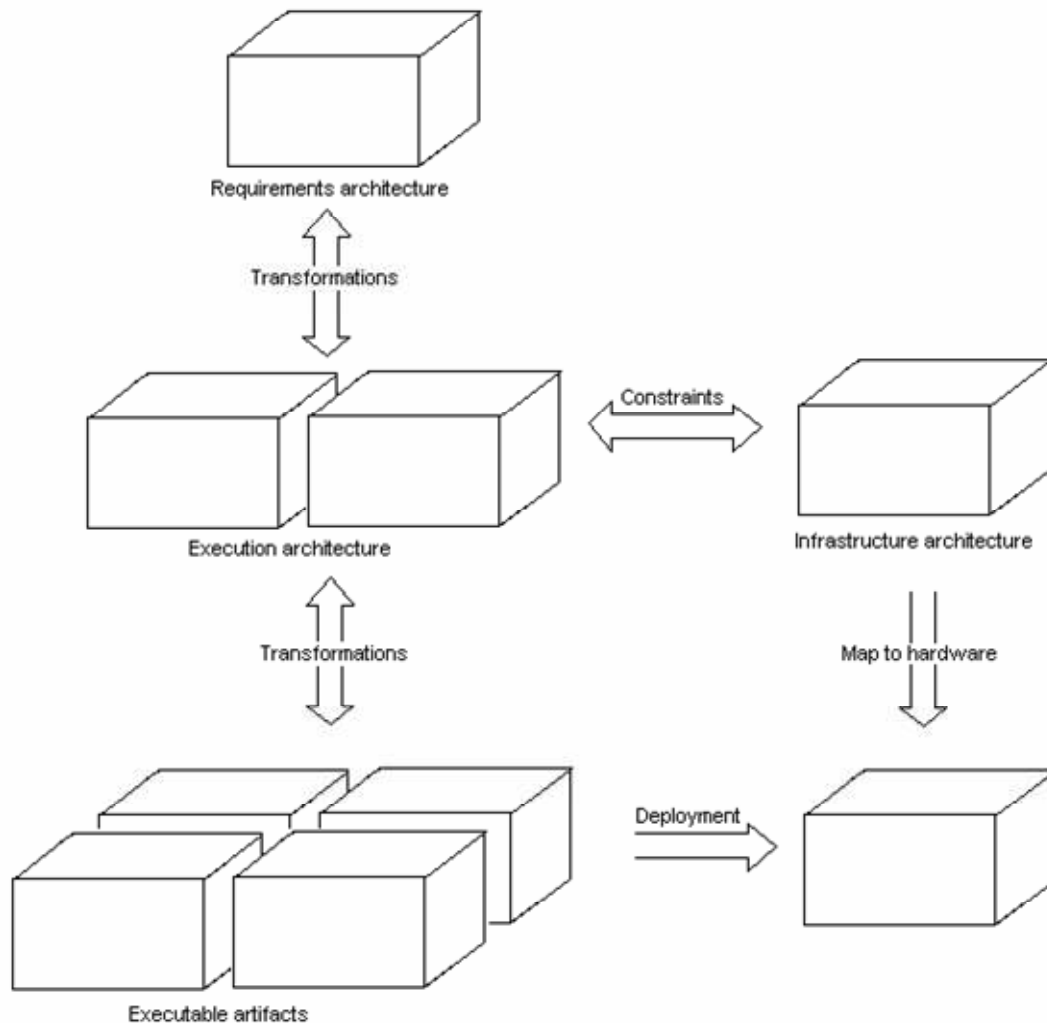 Requirements architecture
Transformations
Constraints
Execution architecture
Infrastructure architecture
Transformations
Map to hardware
Deployment
Executable artifacts